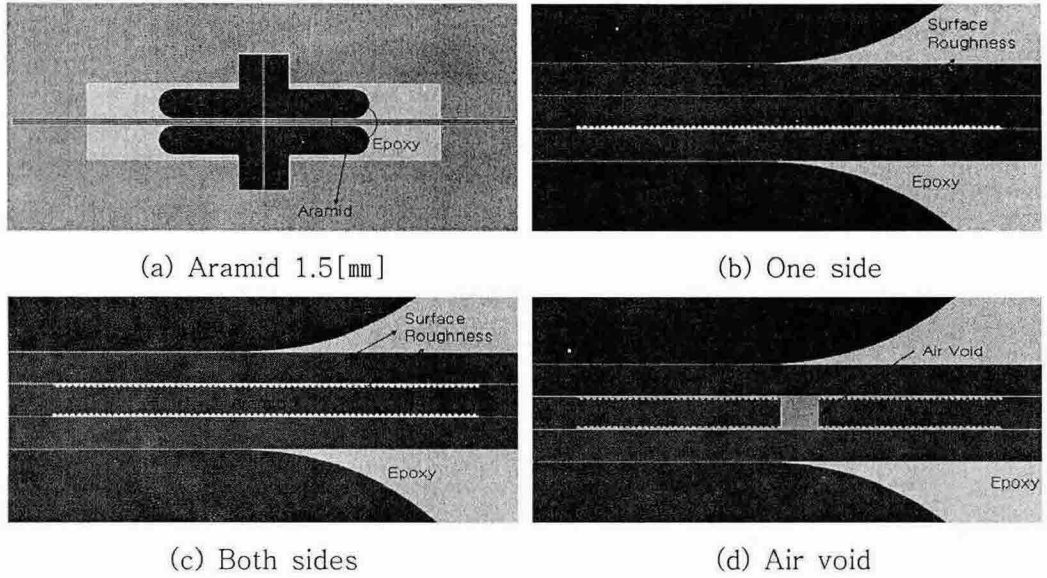 Epoxy
Aramid
(a) Aramid 1.5[㎜]
Surface
Roughness
Epoxy
(b) One side
Surface
Roughness
Epoxy
(c) Both sides
Air Void
Epoxy
(d) Air void